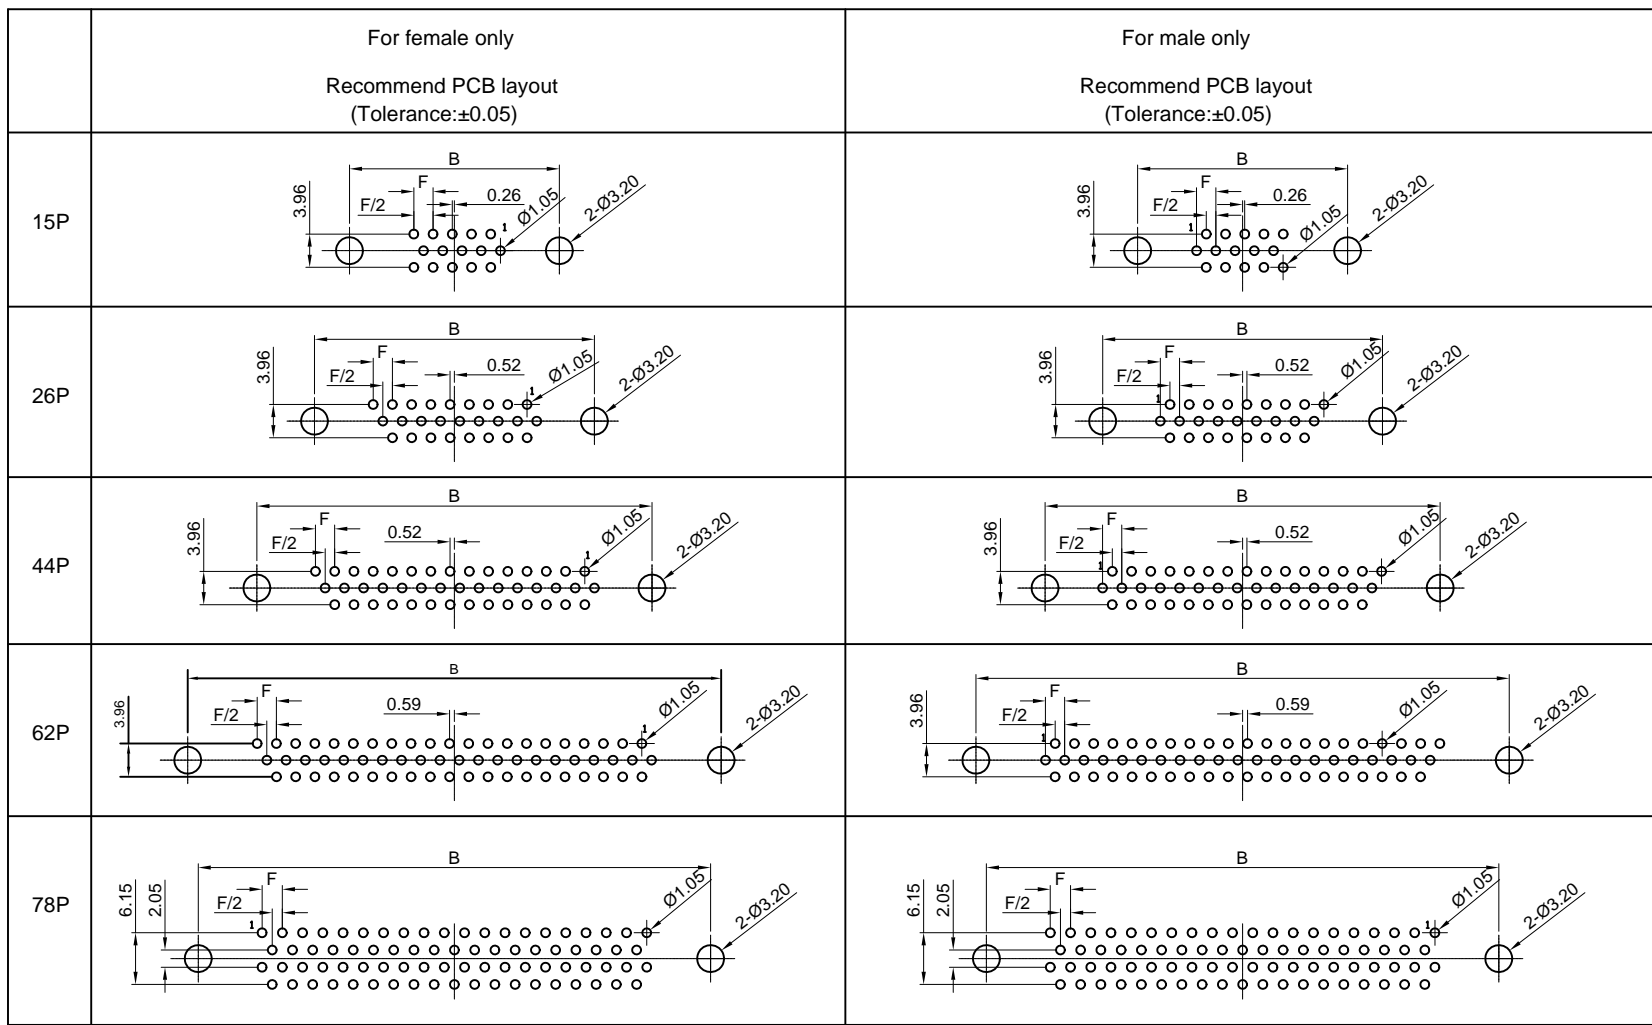 For female only
For male only
Recommend PCB layout
Recommend PCB layout
(Tolerance:±0.05)
(Tolerance:±0.05)
15P
B
3.96
F
F/2
0.26
1
Ø1.05
2-Ø3.20
B
3.96
F
F/2
0.26
1
Ø1.05
2-Ø3.20
26P
B
3.96
F
F/2
0.52
1
Ø1.05
2-Ø3.20
B
3.96
F
F/2
0.52
1
Ø1.05
2-Ø3.20
44P
B
3.96
F
F/2
0.52
1
Ø1.05
2-Ø3.20
B
3.96
F
F/2
0.52
1
Ø1.05
2-Ø3.20
62P
B
3.96
F
F/2
0.59
1
Ø1.05
2-Ø3.20
B
3.96
F
F/2
0.59
1
Ø1.05
2-Ø3.20
78P
B
6.15
2.05
F
F/2
1
Ø1.05
2-Ø3.20
B
6.15
2.05
F
F/2
1
Ø1.05
2-Ø3.20